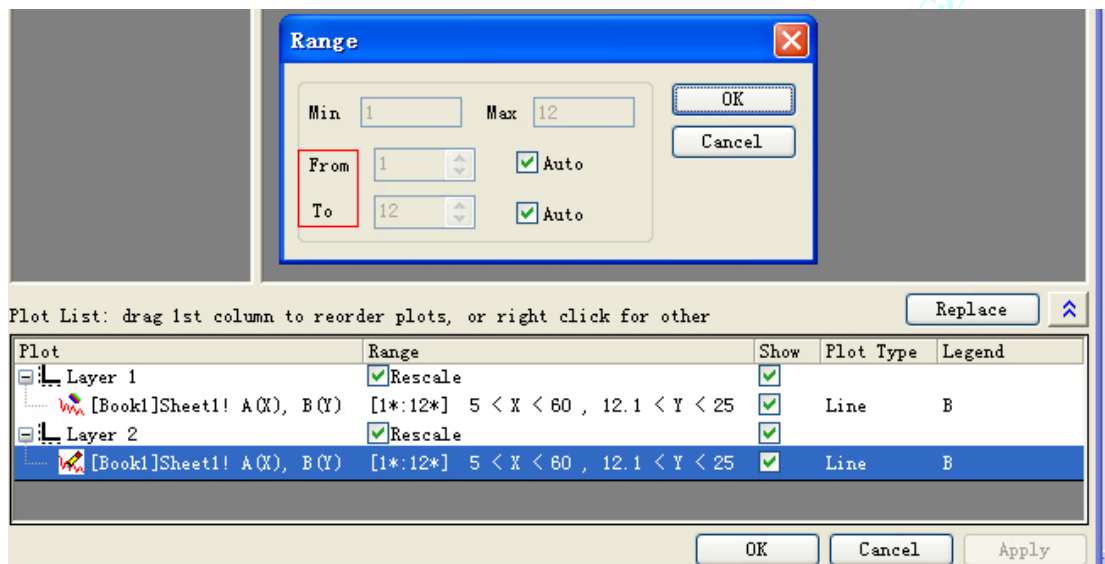 Range
Min 1 Max 12 OK
Cancel
From 1 Auto
To 12 Auto
Plot List: drag 1st column to reorder plots, or right click for other Replace
Plot Range Show Plot Type Legend
Layer 1 Rescale
[Book1]Sheet1! A(X), B(Y) [1*:12*] 5 < X < 60 , 12.1 < Y < 25 Line B
Layer 2 Rescale
[Book1]Sheet1! A(X), B(Y) [1*:12*] 5 < X < 60 , 12.1 < Y < 25 Line B
OK Cancel Apply